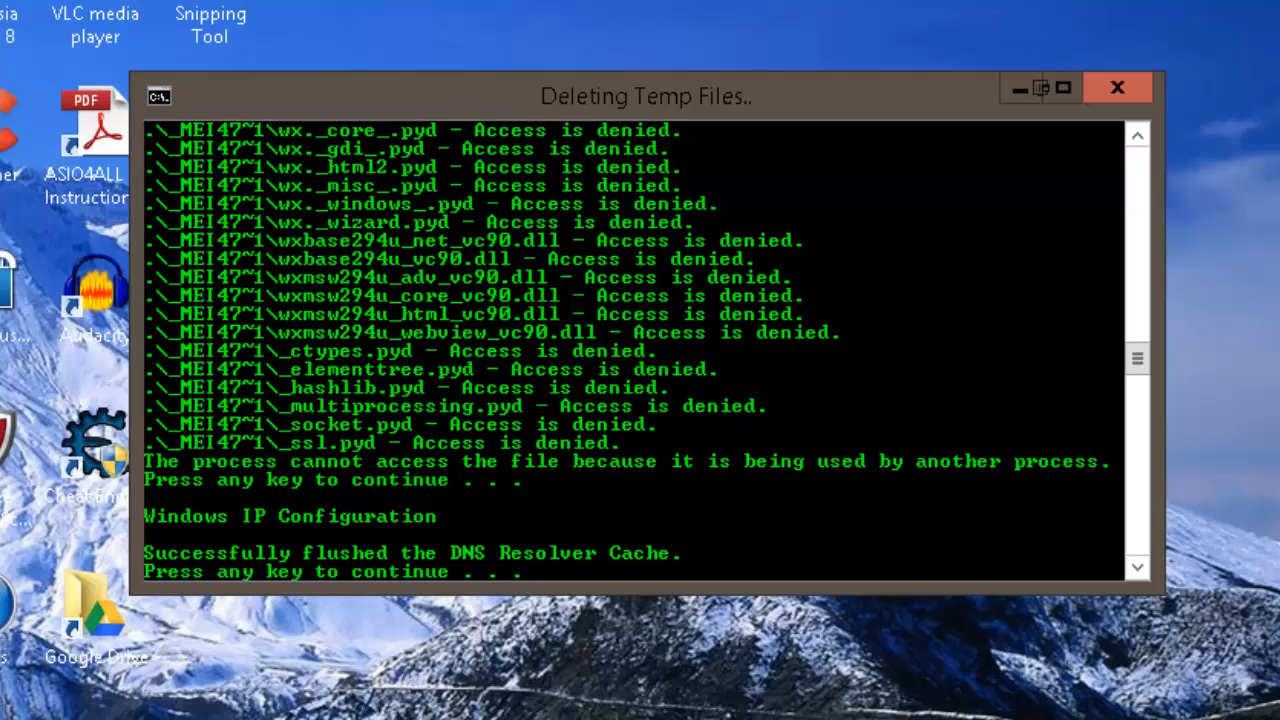 sia
8
VLC media
player
Snipping
Tool
PDF
ner
ASIO4ALL
Instruction
us...
Audacity
Cheat Eng
c...
s
Google Drive
C:\.
Deleting Temp Files..
X
.\_MEI47~1\wx._core_.pyd - Access is denied.
.\_MEI47~1\wx._gdi_.pyd - Access is denied.
.\_MEI47~1\wx._html2.pyd - Access is denied.
.\_MEI47~1\wx._misc_.pyd - Access is denied.
.\_MEI47~1\wx._windows_.pyd - Access is denied.
.\_MEI47~1\wx._wizard.pyd - Access is denied.
.\_MEI47~1\wxbase294u_net_vc90.dll - Access is denied.
.\_MEI47~1\wxbase294u_vc90.dll - Access is denied.
.\_MEI47~1\wxmsw294u_adv_vc90.dll - Access is denied.
.\_MEI47~1\wxmsw294u_core_vc90.dll - Access is denied.
.\_MEI47~1\wxmsw294u_html_vc90.dll - Access is denied.
.\_MEI47~1\wxmsw294u_webview_vc90.dll - Access is denied.
.\_MEI47~1\_ctypes.pyd - Access is denied.
.\_MEI47~1\_elementtree.pyd - Access is denied.
.\_MEI47~1\_hashlib.pyd - Access is denied.
.\_MEI47~1\_multiprocessing.pyd - Access is denied.
.\_MEI47~1\_socket.pyd - Access is denied.
.\_MEI47~1\_ssl.pyd - Access is denied.
The process cannot access the file because it is being used by another process.
Press any key to continue . . .
Windows IP Configuration
Successfully flushed the DNS Resolver Cache.
Press any key to continue . . .